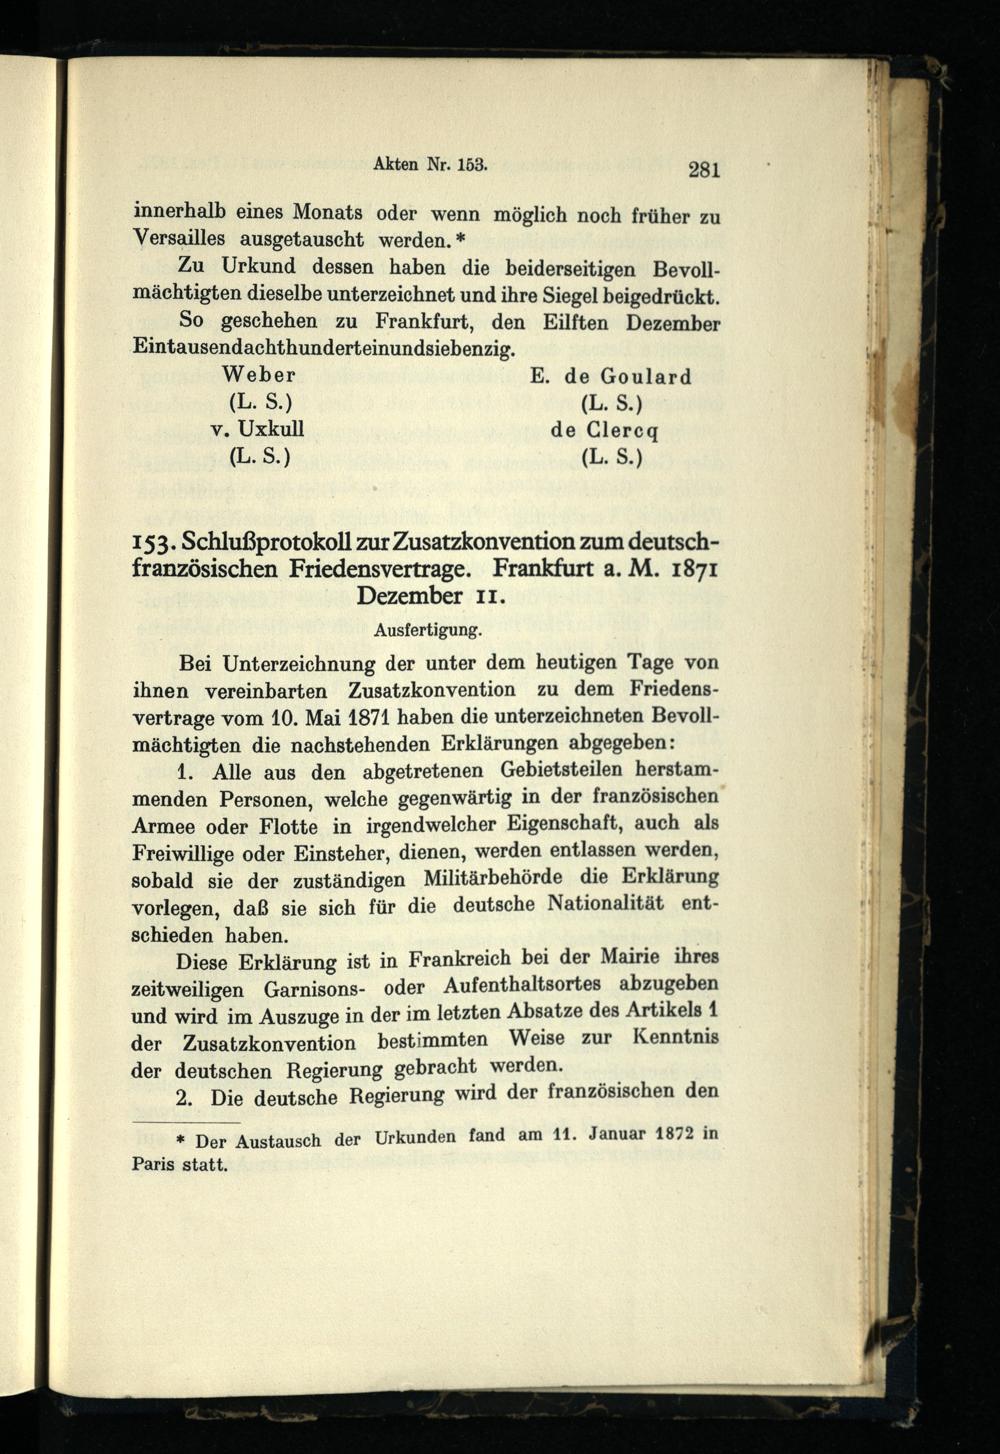 Akten Nr. 153. 281
innerhalb eines Monats oder wenn möglich noch früher zu
Versailles ausgetauscht werden.*
Zu Urkund dessen haben die beiderseitigen Bevoll-
mächtigten dieselbe unterzeichnet und ihre Siegel beigedrückt.
So geschehen zu Frankfurt, den Eilften Dezember
Eintausendachthunderteinundsiebenzig.
Weber E. de Goulard
(L. S.) (L. S.)
v. Uxkull de Clercq
(L. S.) (L. S.)
153. Schlußprotokoll zur Zusatzkonvention zum deutsch-
französischen Friedensvertrage. Frankfurt a. M. 1871
Dezember 11.
Ausfertigung.
Bei Unterzeichnung der unter dem heutigen Tage von
ihnen vereinbarten Zusatzkonvention zu dem Friedens-
vertrage vom 10. Mai 1871 haben die unterzeichneten Bevoll-
mächtigten die nachstehenden Erklärungen abgegeben:
1. Alle aus den abgetretenen Gebietsteilen herstam-
menden Personen, welche gegenwärtig in der französischen
Armee oder Flotte in irgendwelcher Eigenschaft, auch als
Freiwillige oder Einsteher, dienen, werden entlassen werden,
sobald sie der zuständigen Militärbehörde die Erklärung
vorlegen, daß sie sich für die deutsche Nationalität ent-
schieden haben.
Diese Erklärung ist in Frankreich bei der Mairie ihres
zeitweiligen Garnisons- oder Aufenthaltsortes abzugeben
und wird im Auszuge in der im letzten Absatze des Artikels 1
der Zusatzkonvention bestimmten Weise zur Kenntnis
der deutschen Regierung gebracht werden.
2. Die deutsche Regierung wird der französischen den
* Der Austausch der Urkunden fand am 11. Januar 1872 in
Paris statt.